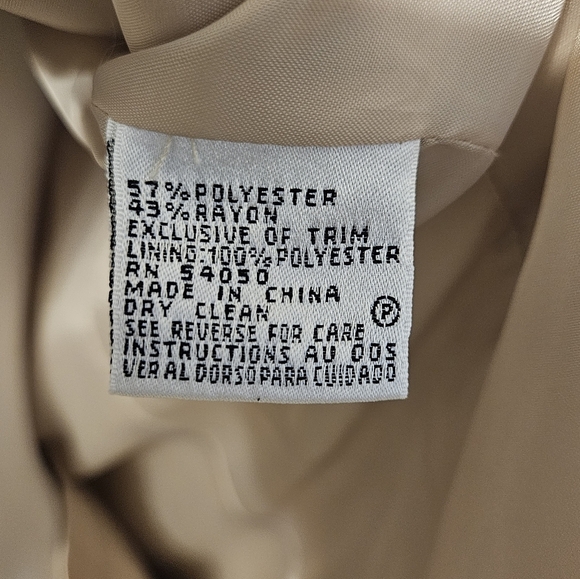 57% POLYESTER
43% RAYON
EXCLUSIVE OF TRIM
LINING: 100% POLYESTER
RN 54050
MADE IN CHINA
DRY CLEAN Ⓟ
SEE REVERSE FOR CARE
INSTRUCTIONS AU DOS
VER AL DORSO PARA CUIDADO